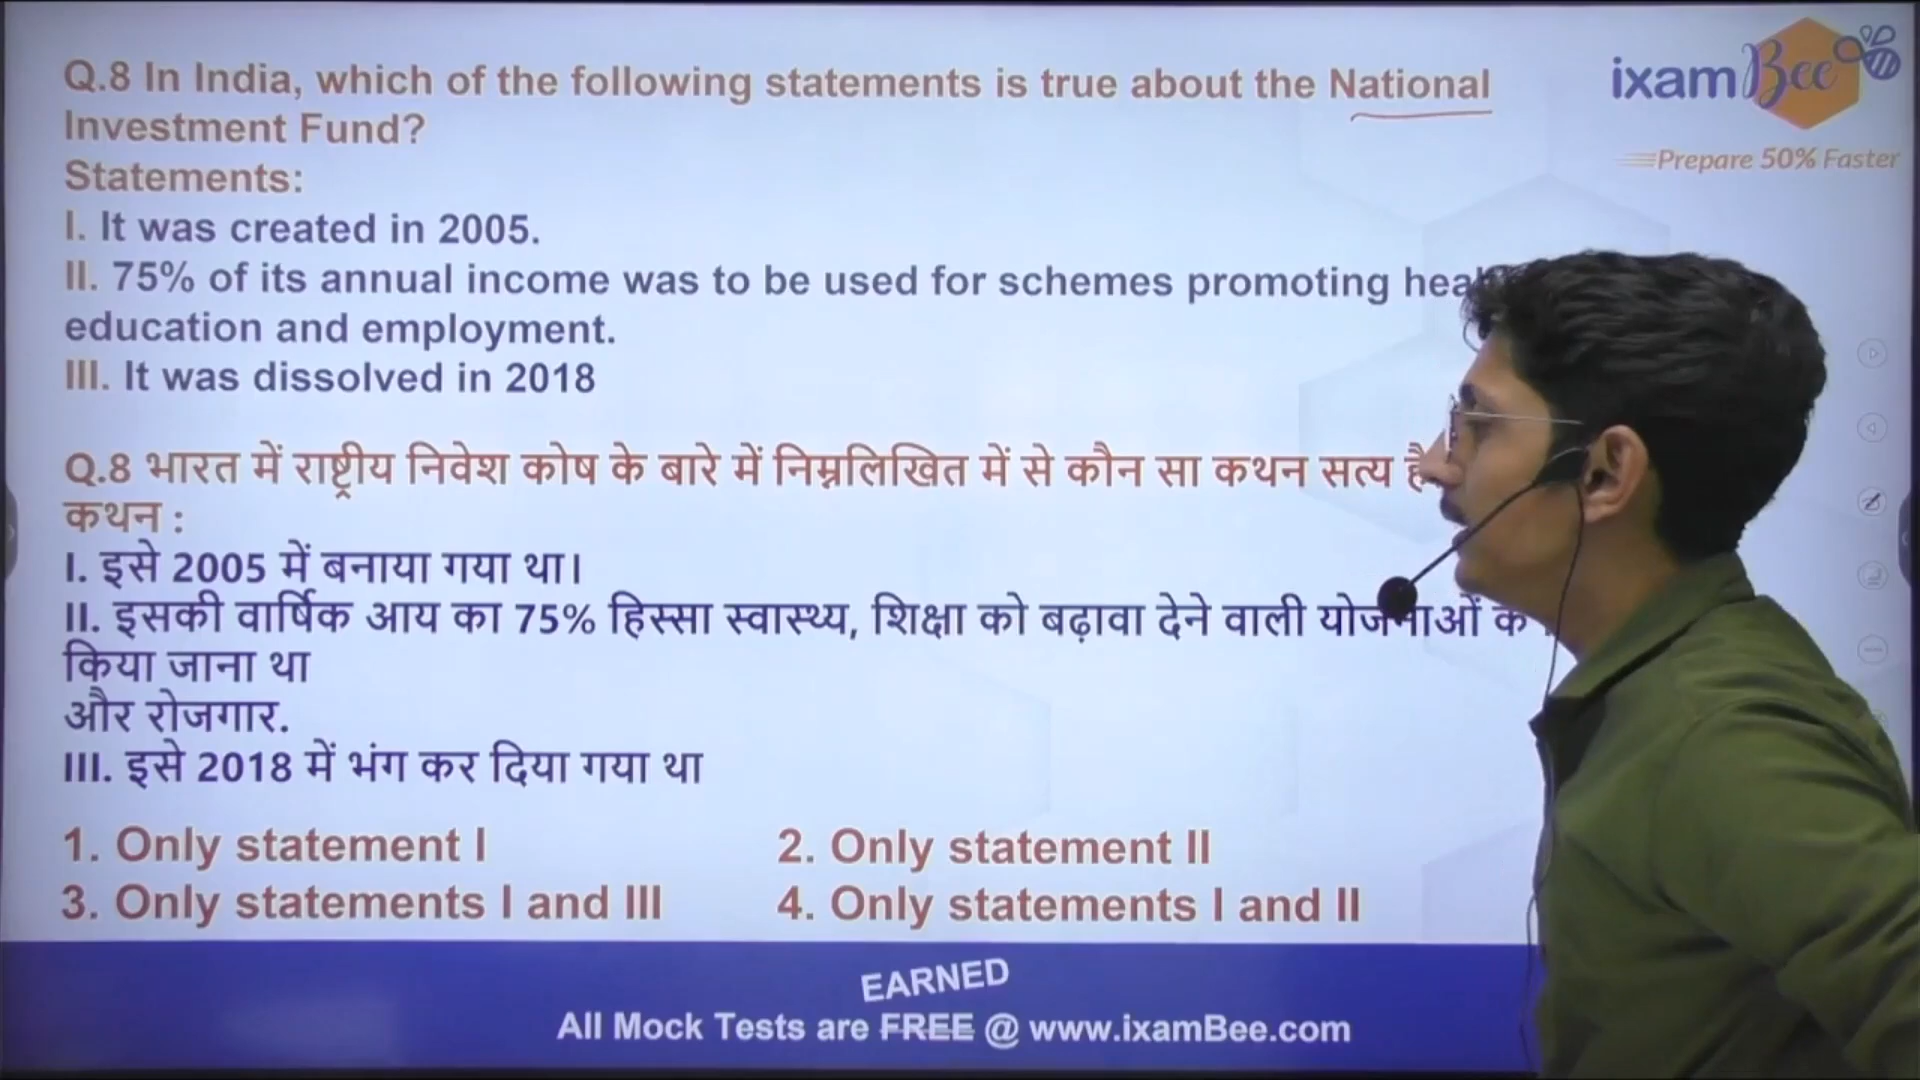 Q.8 In India, which of the following statements is true about the National
Investment Fund?
Statements:
I. It was created in 2005.
II. 75% of its annual income was to be used for schemes promoting
education and employment.
III. It was dissolved in 2018
Q.8 भारत में राष्ट्रीय निवेश कोष के बारे में निम्नलिखित में से कौन सा कथन सत्य है
कथन :
I. इसे 2005 में बनाया गया था।
II. इसकी वार्षिक आय का 75% हिस्सा स्वास्थ्य, शिक्षा को बढ़ावा देने वाली योजनाओं
किया जाना था
और रोजगार.
III. इसे 2018 में भंग कर दिया गया था
1. Only statement I
2. Only statement II
3. Only statements I and III
4. Only statements I and II
EARNED
All Mock Tests are FREE @ www.ixamBee.com
ixamBee
Prepare 50% Faster